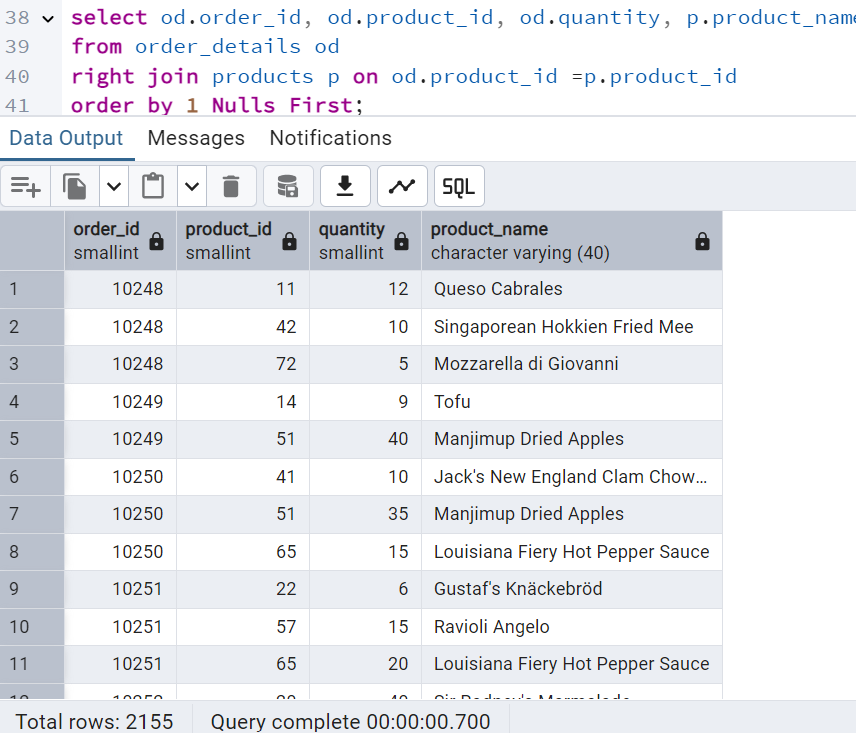 38 select od.order_id, od.product_id, od.quantity, p.product_name
39 from order_details od
40 right join products p on od.product_id =p.product_id
41 order by 1 Nulls First;
Data Output Messages Notifications
SQL
order_id product_id quantity product_name
smallint smallint smallint character varying (40)
1 10248 11 12 Queso Cabrales
2 10248 42 10 Singaporean Hokkien Fried Mee
3 10248 72 5 Mozzarella di Giovanni
4 10249 14 9 Tofu
5 10249 51 40 Manjimup Dried Apples
6 10250 41 10 Jack's New England Clam Chow...
7 10250 51 35 Manjimup Dried Apples
8 10250 65 15 Louisiana Fiery Hot Pepper Sauce
9 10251 22 6 Gustaf's Knäckebröd
10 10251 57 15 Ravioli Angelo
11 10251 65 20 Louisiana Fiery Hot Pepper Sauce
Total rows: 2155 Query complete 00:00:00.700